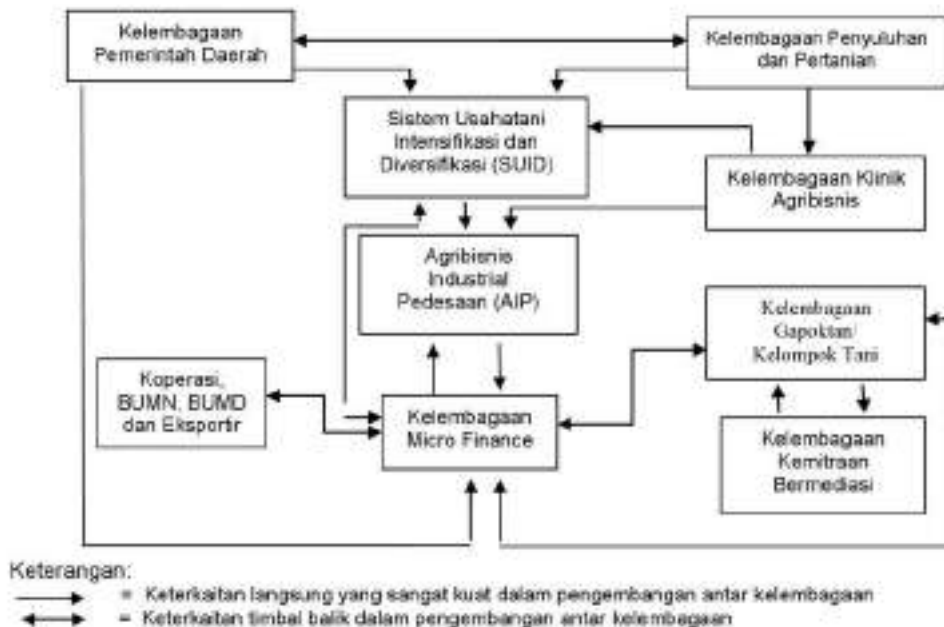 Kelembagaan
Pemerintah Daerah
Kelembagaan Penyuluhan
dan Pertanian
Sistem Usahatani
Intensifikasi dan
Diversifikasi (SUID)
Kelembagaan Klinik
Agribisnis
Agribisnis
Industrial
Pedesaan (AIP)
Kelembagaan
Gapoktan/
Kelompok Tani
Koperasi,
BUMN, BUMD
dan Eksportir
Kelembagaan
Micro Finance
Kelembagaan
Kemitraan
Bermediasi
Keterangan:
= Keterkaitan langsung yang sangat kuat dalam pengembangan antar kelembagaan
= Keterkaitan timbal balik dalam pengembangan antar kelembagaan